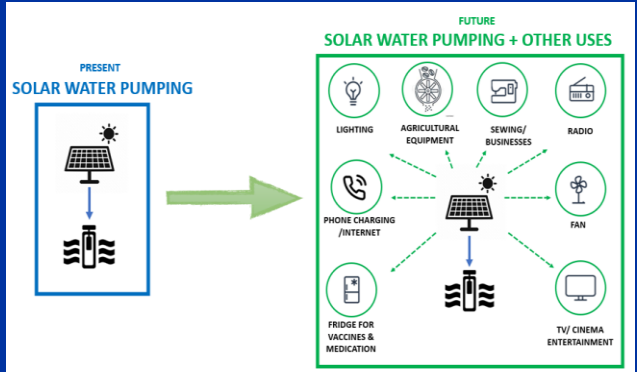 PRESENT
SOLAR WATER PUMPING
FUTURE
SOLAR WATER PUMPING + OTHER USES
LIGHTING
AGRICULTURAL
EQUIPMENT
SEWING/
BUSINESSES
RADIO
PHONE CHARGING
/INTERNET
FAN
FRIDGE FOR
VACCINES &
MEDICATION
TV/ CINEMA
ENTERTAINMENT